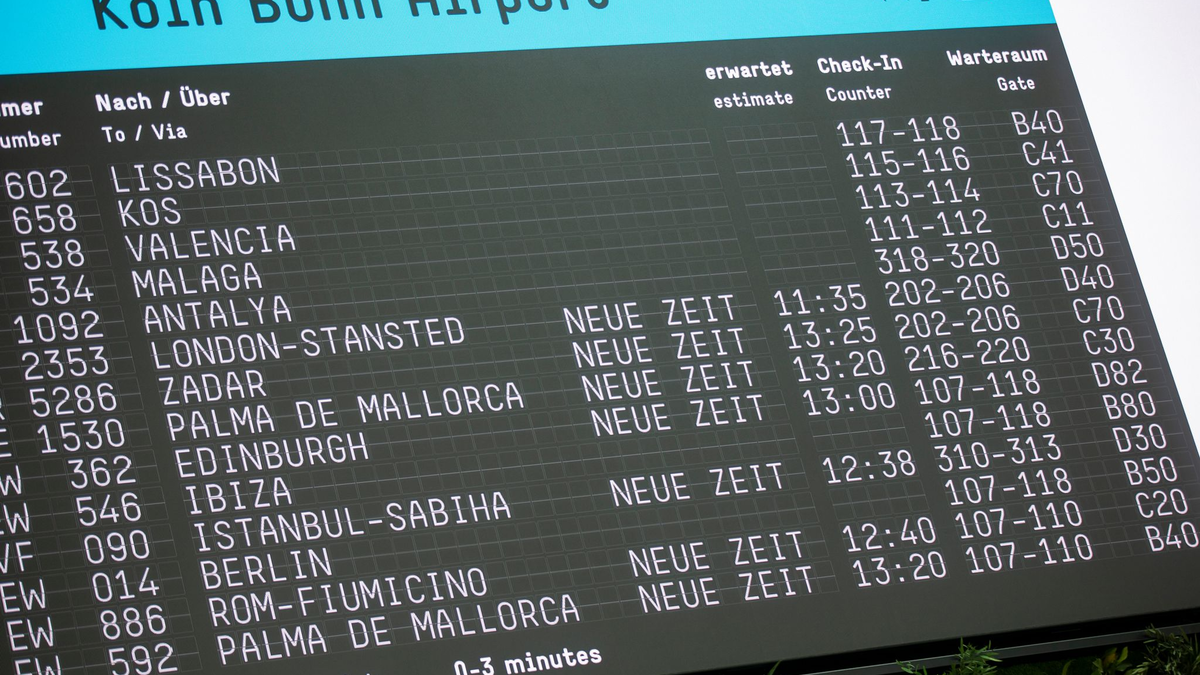 Köln Bonn Airport
mer Nach / Über erwartet Check-In Warteraum
umber To / Via estimate Counter Gate
602 LISSABON 117-118 B40
658 KOS 115-116 C41
538 VALENCIA 113-114 C70
534 MALAGA 111-112 C11
1092 ANTALYA 318-320 D50
2353 LONDON-STANSTED NEUE ZEIT 11:35 202-206 D40
5286 ZADAR NEUE ZEIT 13:25 202-206 C70
1530 PALMA DE MALLORCA NEUE ZEIT 13:20 216-220 C30
W 362 EDINBURGH NEUE ZEIT 13:00 107-118 D82
W 546 IBIZA 107-118 B80
VF 090 ISTANBUL-SABIHA NEUE ZEIT 12:38 310-313 D30
EW 014 BERLIN 107-118 B50
EW 886 ROM-FIUMICINO NEUE ZEIT 12:40 107-110 C20
EW 592 PALMA DE MALLORCA NEUE ZEIT 13:20 107-110 B40
0-3 minutes